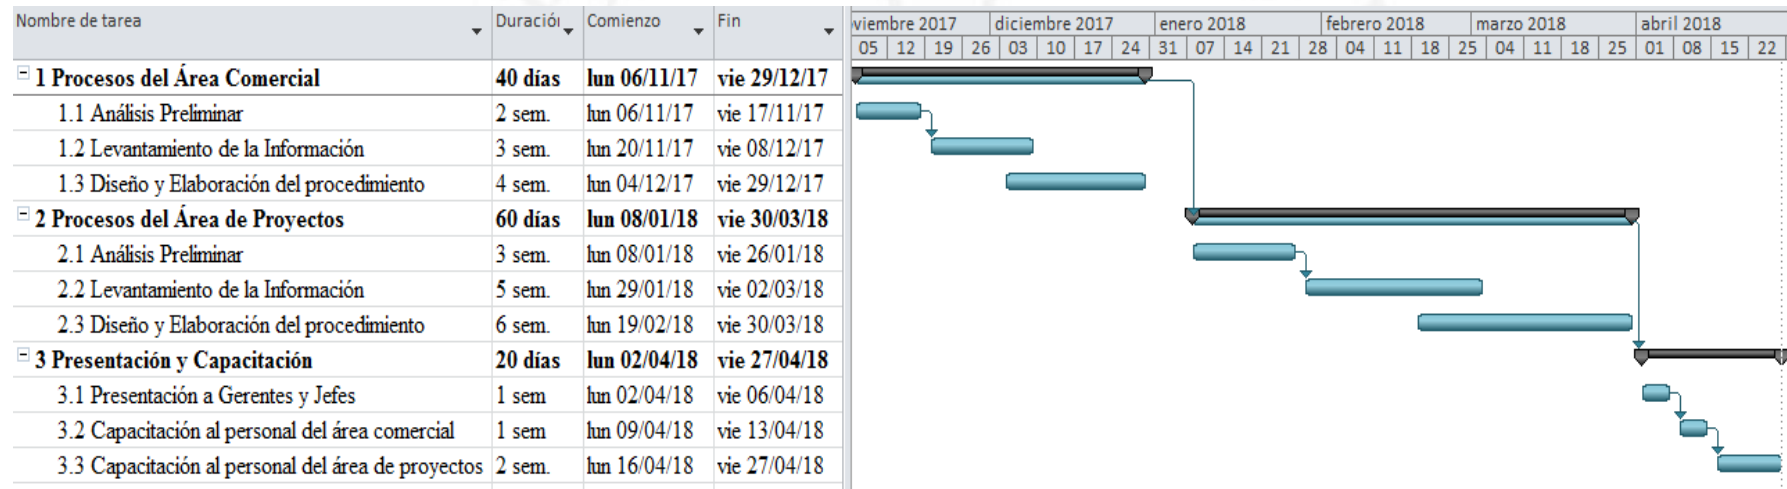 Nombre de tarea Duración Comienzo Fin viembre 2017 diciembre 2017 enero 2018 febrero 2018 marzo 2018 abril 2018
05 12 19 26 03 10 17 24 31 07 14 21 28 04 11 18 25 04 11 18 25 01 08 15 22
1 Procesos del Área Comercial 40 días lun 06/11/17 vie 29/12/17
1.1 Análisis Preliminar 2 sem. lun 06/11/17 vie 17/11/17
1.2 Levantamiento de la Información 3 sem. lun 20/11/17 vie 08/12/17
1.3 Diseño y Elaboración del procedimiento 4 sem. lun 04/12/17 vie 29/12/17
2 Procesos del Área de Proyectos 60 días lun 08/01/18 vie 30/03/18
2.1 Análisis Preliminar 3 sem. lun 08/01/18 vie 26/01/18
2.2 Levantamiento de la Información 5 sem. lun 29/01/18 vie 02/03/18
2.3 Diseño y Elaboración del procedimiento 6 sem. lun 19/02/18 vie 30/03/18
3 Presentación y Capacitación 20 días lun 02/04/18 vie 27/04/18
3.1 Presentación a Gerentes y Jefes 1 sem lun 02/04/18 vie 06/04/18
3.2 Capacitación al personal del área comercial 1 sem lun 09/04/18 vie 13/04/18
3.3 Capacitación al personal del área de proyectos 2 sem. lun 16/04/18 vie 27/04/18